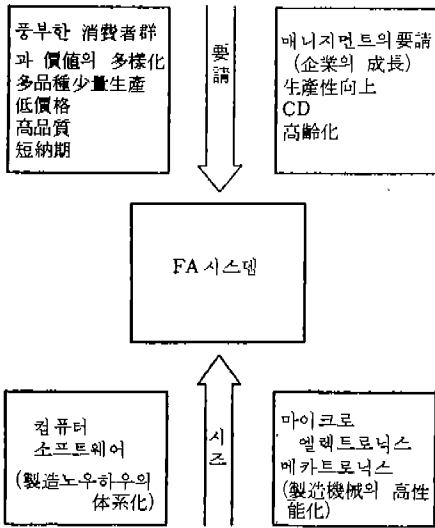 풍부한 消費者群
과 價値의 多樣化
多品種少量生産
低價格
高品質
短納期
要請
매니지먼트의要請
(企業의 成長)
生產性向上
CD
高齡化
FA 시스템
컴퓨터
소프트웨어
(製造노우하우의
体系化)
시즈
마이크로
엘렉트로닉스
메카트로닉스
(製造機械의 高性
能化)